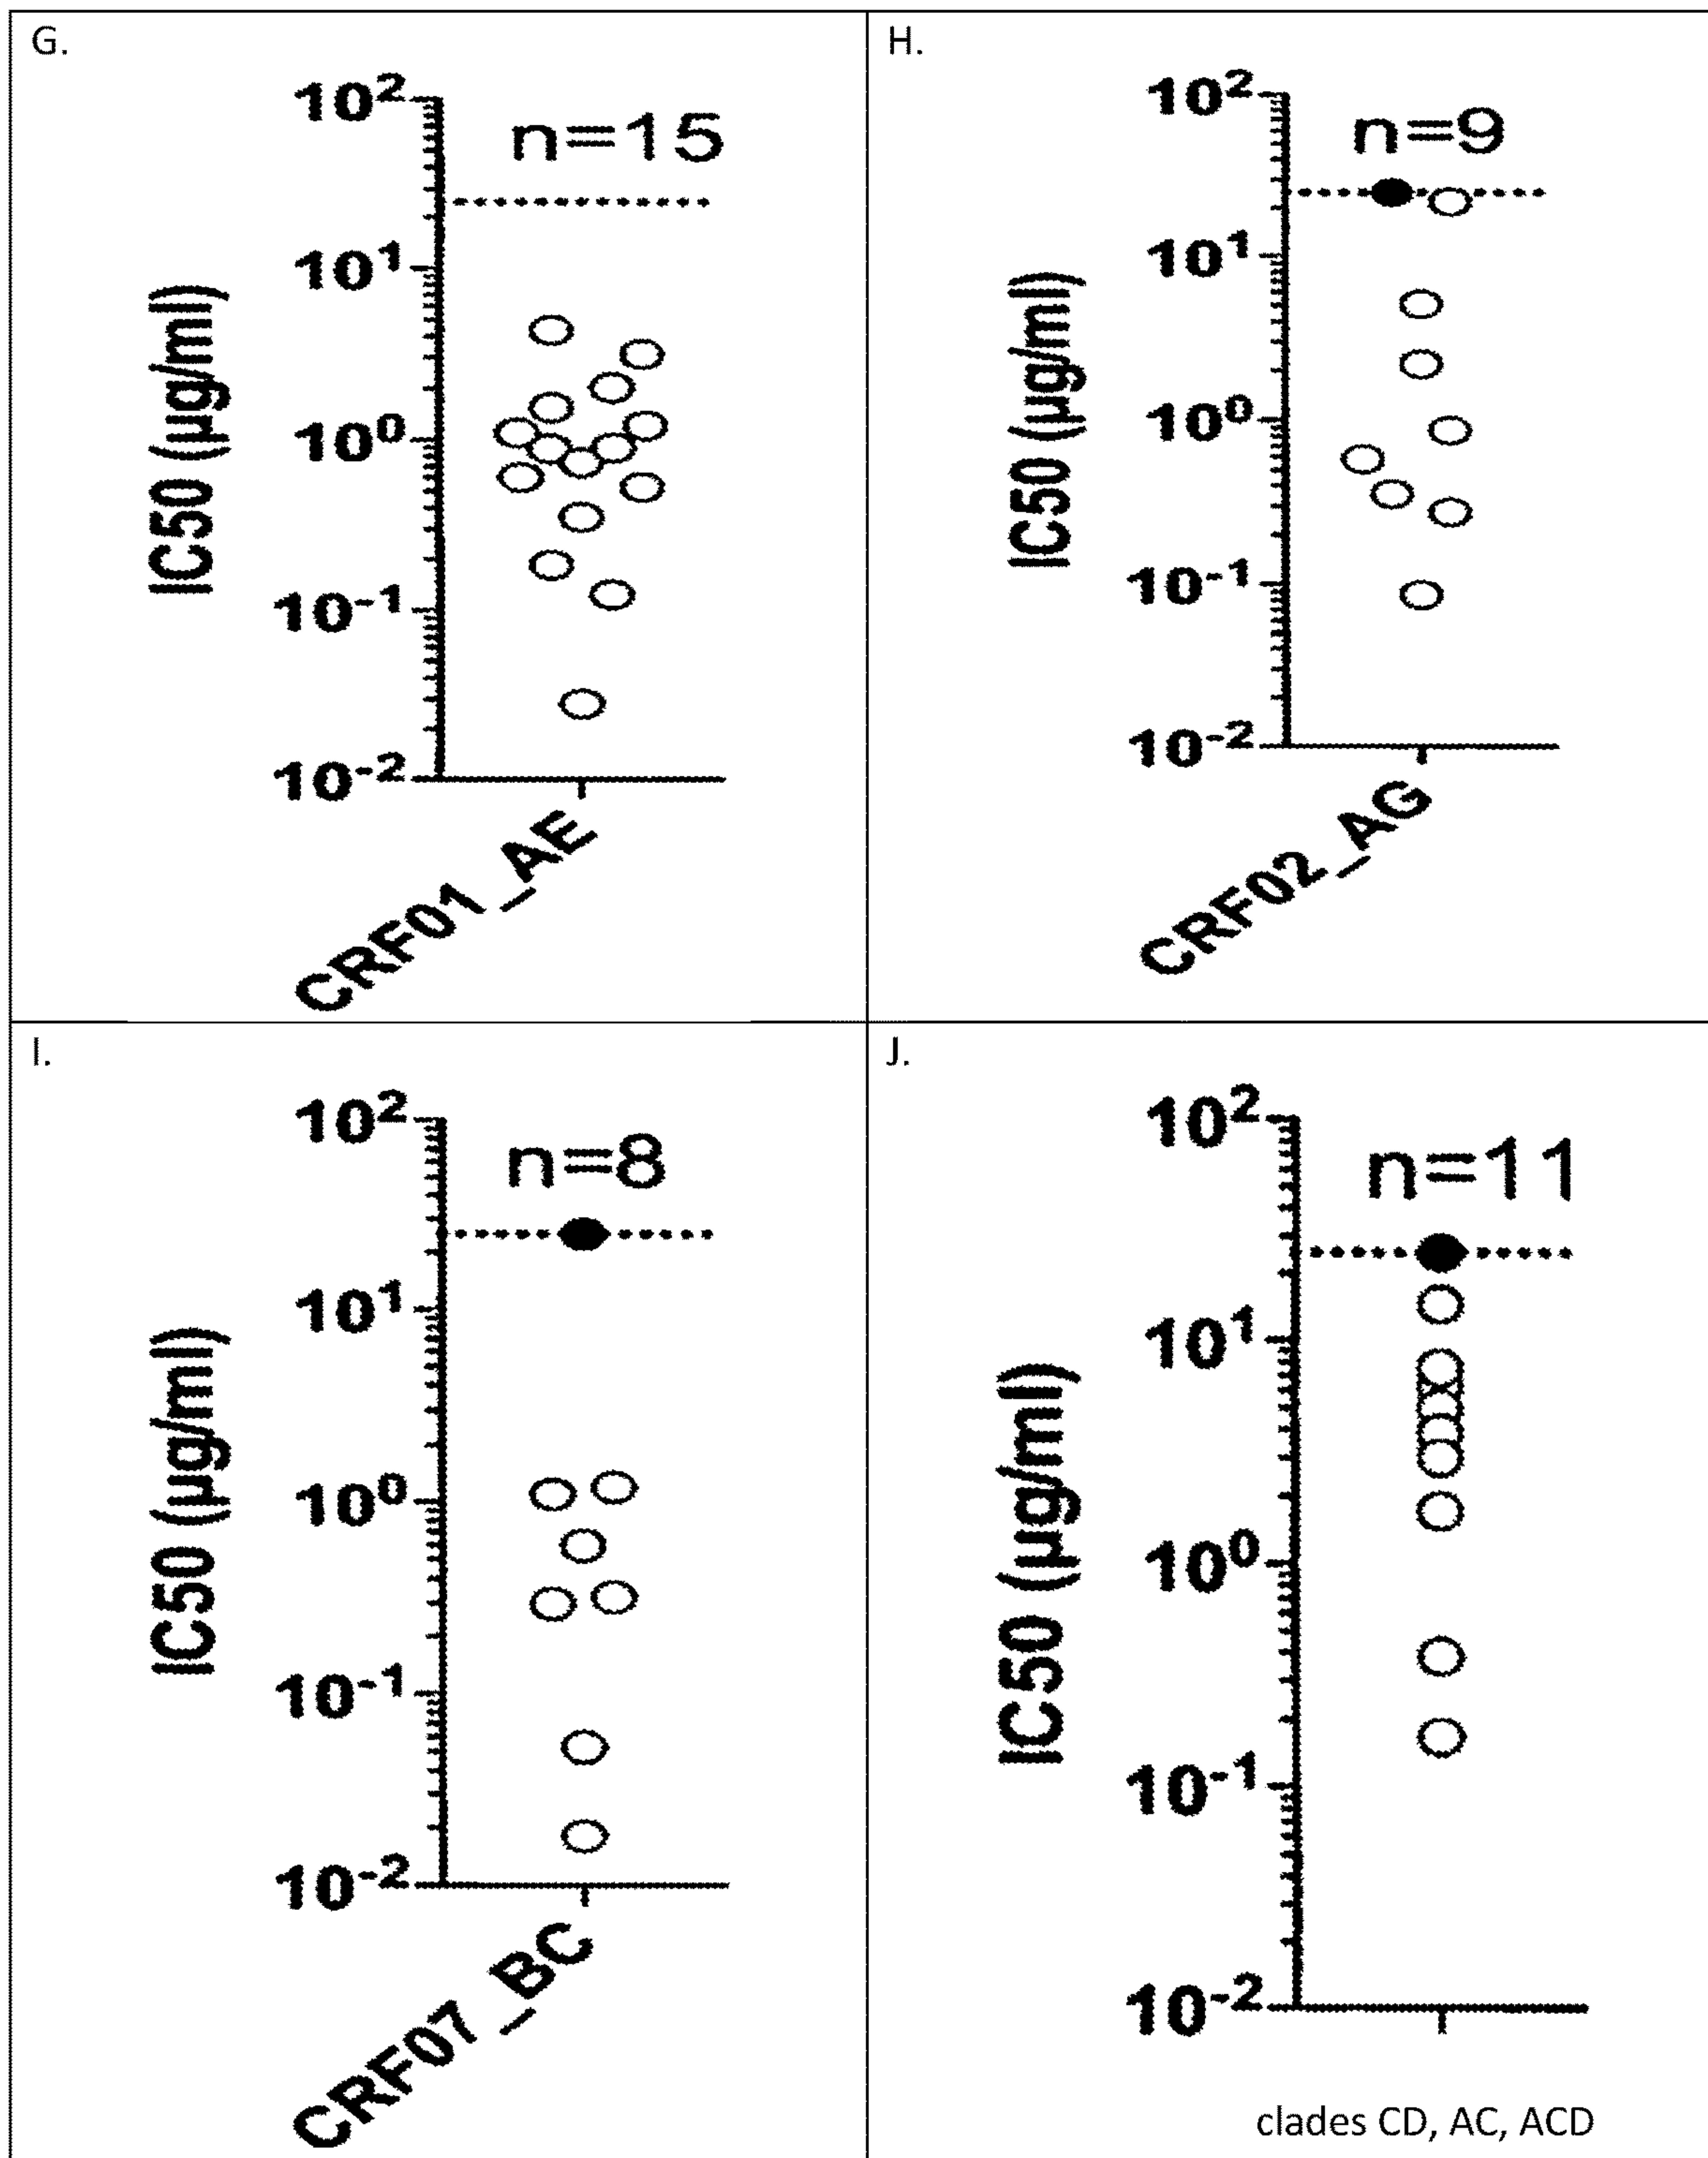 G.
10²
n=15
10¹
10⁰
10⁻¹
10⁻²
IC50 (µg/ml)
CRF01_AE
H.
10²
n=9
10¹
10⁰
10⁻¹
10⁻²
IC50 (µg/ml)
CRF02_AG
I.
10²
n=8
10¹
10⁰
10⁻¹
10⁻²
IC50 (µg/ml)
CRF07_BC
J.
10²
n=11
10¹
10⁰
10⁻¹
10⁻²
IC50 (µg/ml)
clades CD, AC, ACD